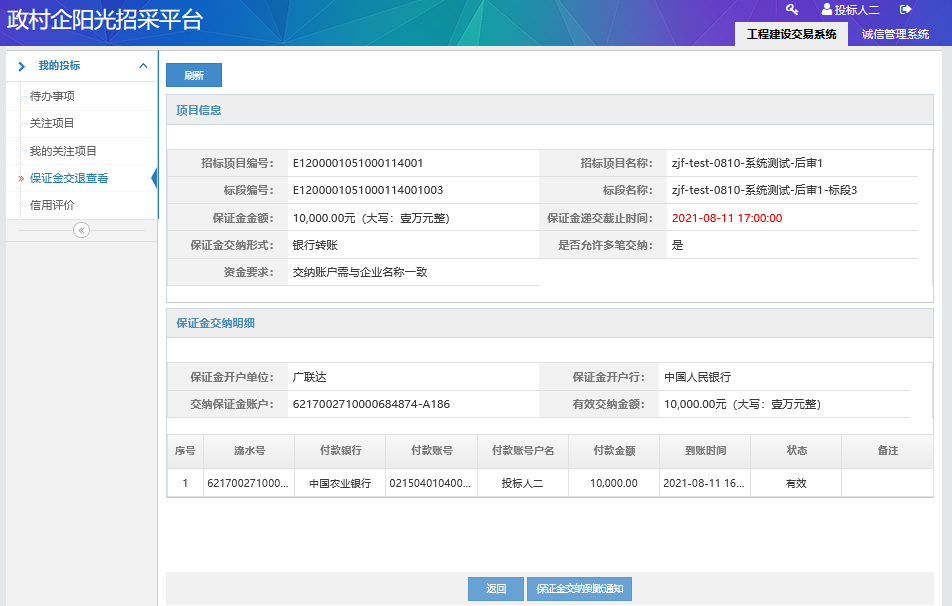 政村企阳光招采平台
投标人二
工程建设交易系统 诚信管理系统
我的投标
待办事项
关注项目
我的关注项目
» 保证金交退查看
信用评价
«
刷新
项目信息
招标项目编号： E1200001051000114001 招标项目名称： zjf-test-0810-系统测试-后审1
标段编号： E1200001051000114001003 标段名称： zjf-test-0810-系统测试-后审1-标段3
保证金金额： 10,000.00元（大写：壹万元整） 保证金递交截止时间： 2021-08-11 17:00:00
保证金交纳形式： 银行转账 是否允许多笔交纳： 是
资金要求： 交纳账户需与企业名称一致
保证金交纳明细
保证金开户单位： 广联达 保证金开户行： 中国人民银行
交纳保证金账户： 6217002710000684874-A186 有效交纳金额： 10,000.00元（大写：壹万元整）
序号 流水号 付款银行 付款账号 付款账号户名 付款金额 到账时间 状态 备注
1 621700271000... 中国农业银行 021504010400... 投标人二 10,000.00 2021-08-11 16... 有效
返回 保证金交纳到账通知